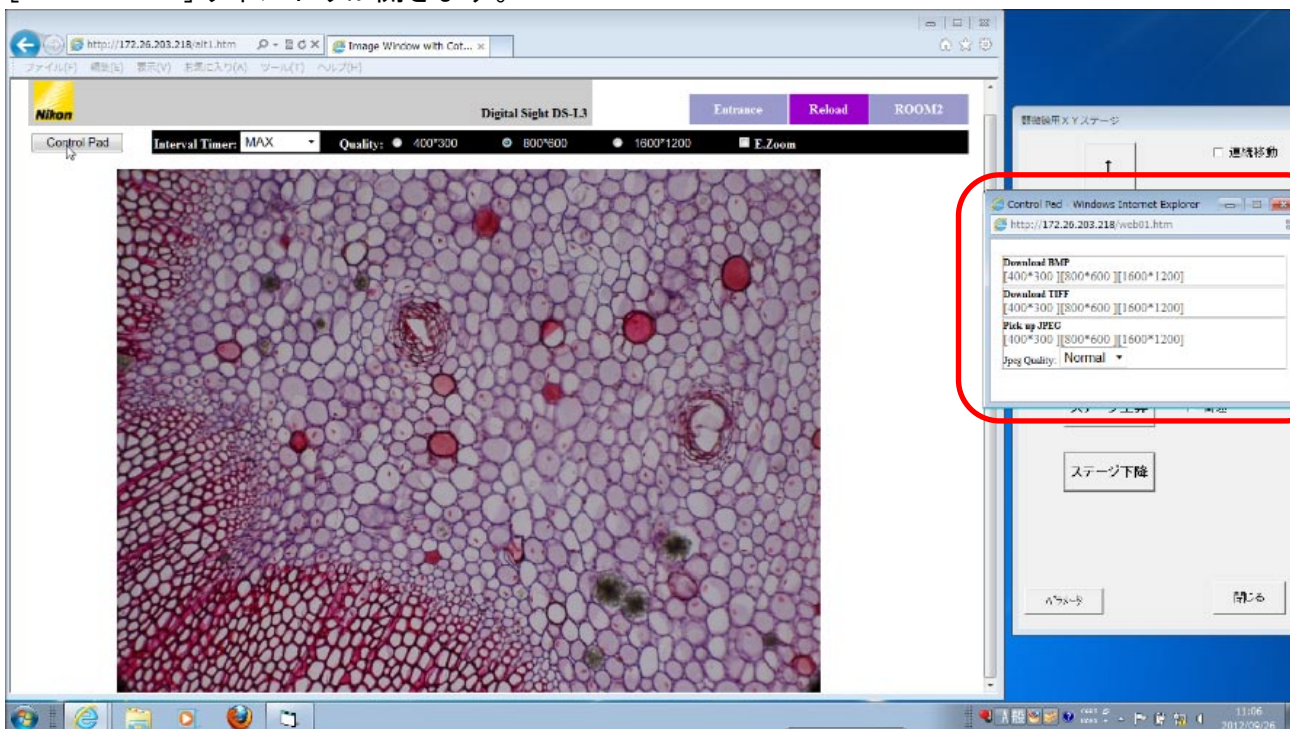 http://172.26.203.218/alt1.htm
Image Window with Cot...
ファイル(F) 編集(E) 表示(V) お気に入り(A) ツール(T) ヘルプ(H)
Nikon
Digital Sight DS-L3
Entrance
Reload
ROOM2
Control Pad
Interval Timer: MAX
Quality: 400*300 800*600 1600*1200
E.Zoom
顕微鏡用XYステージ
↑
連続移動
Control Pad - Windows Internet Explorer
http://172.26.203.218/web01.htm
Download BMP
[400*300 ][800*600 ][1600*1200]
Download TIFF
[400*300 ][800*600 ][1600*1200]
Pick up JPEG
[400*300 ][800*600 ][1600*1200]
Jpeg Quality: Normal
ステージ下降
パラメータ
閉じる
11:06
2012/09/26